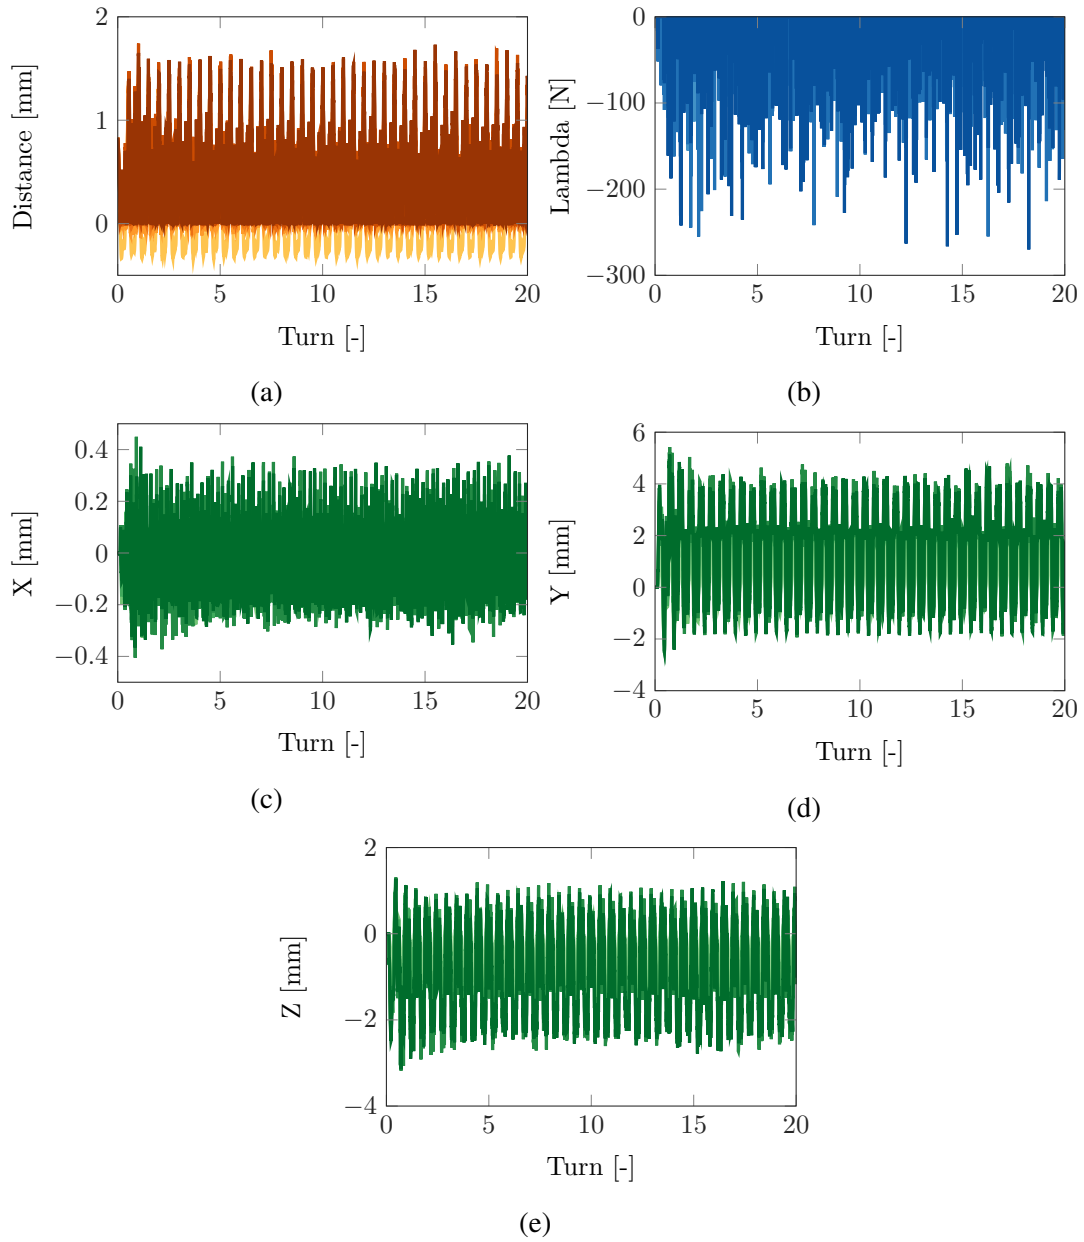 2
1
0
Distance [mm]
0 5 10 15 20
Turn [-]
(a)
0
−100
−200
−300
Lambda [N]
0 5 10 15 20
Turn [-]
(b)
0.4
0.2
0
−0.2
−0.4
X [mm]
0 5 10 15 20
Turn [-]
(c)
6
4
2
0
−2
−4
Y [mm]
0 5 10 15 20
Turn [-]
(d)
2
0
−2
−4
Z [mm]
0 5 10 15 20
Turn [-]
(e)